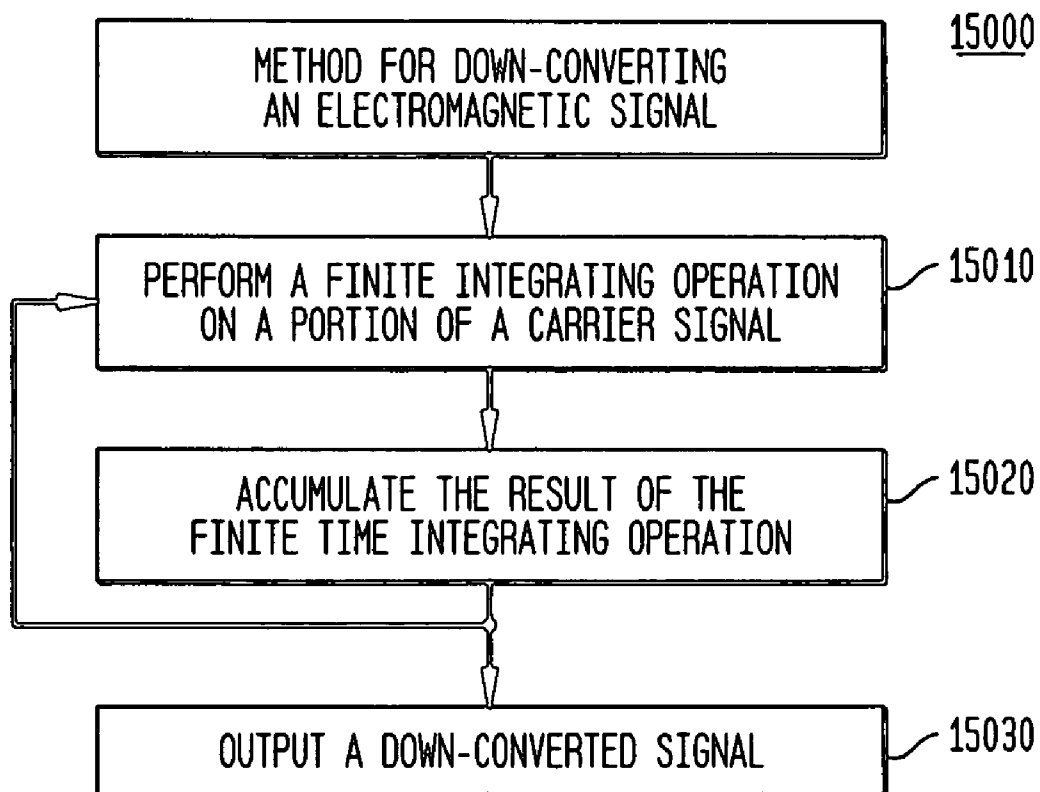 15000
METHOD FOR DOWN-CONVERTING
AN ELECTROMAGNETIC SIGNAL
PERFORM A FINITE INTEGRATING OPERATION
ON A PORTION OF A CARRIER SIGNAL
15010
ACCUMULATE THE RESULT OF THE
FINITE TIME INTEGRATING OPERATION
15020
OUTPUT A DOWN-CONVERTED SIGNAL
15030